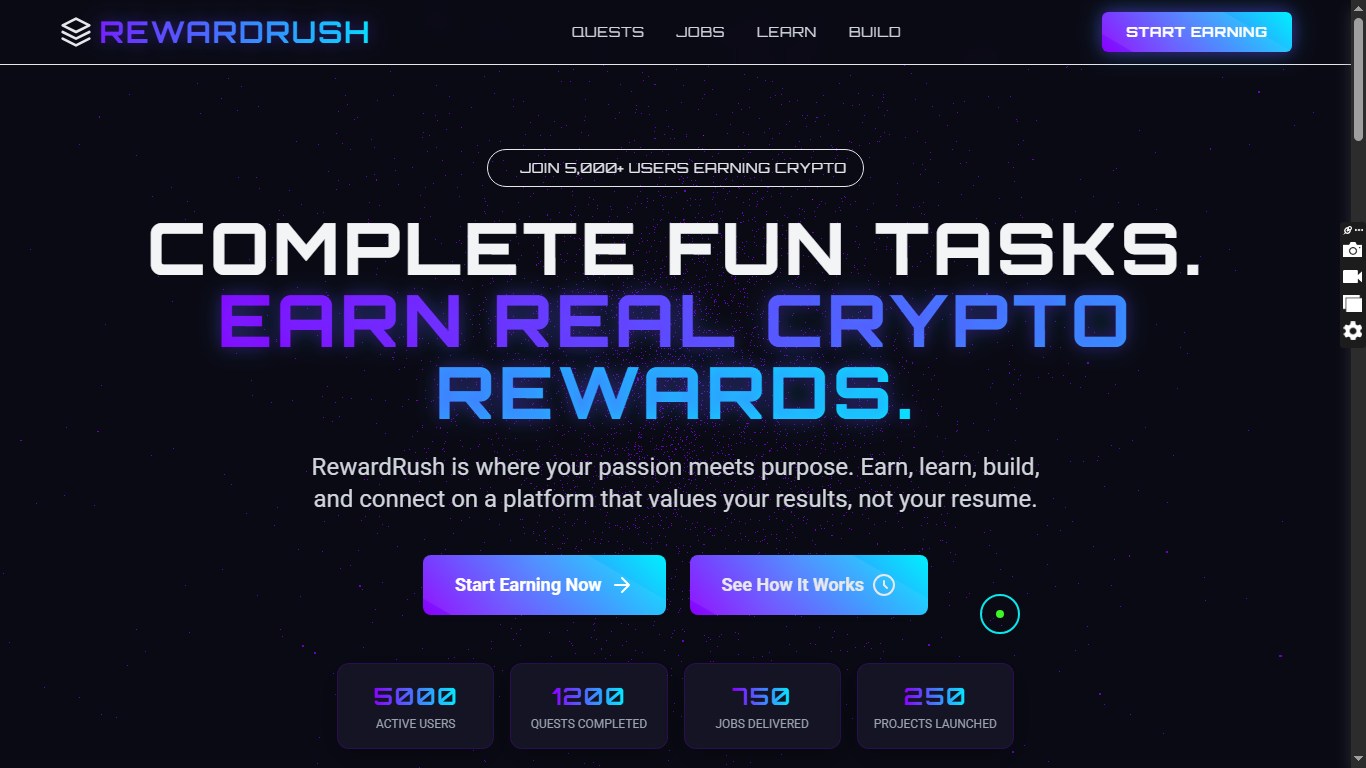 REWARDRUSH
QUESTS JOBS LEARN BUILD
START EARNING
JOIN 5,000+ USERS EARNING CRYPTO
COMPLETE FUN TASKS.
EARN REAL CRYPTO
REWARDS.
RewardRush is where your passion meets purpose. Earn, learn, build,
and connect on a platform that values your results, not your resume.
Start Earning Now
See How It Works
5000
ACTIVE USERS
1200
QUESTS COMPLETED
750
JOBS DELIVERED
250
PROJECTS LAUNCHED